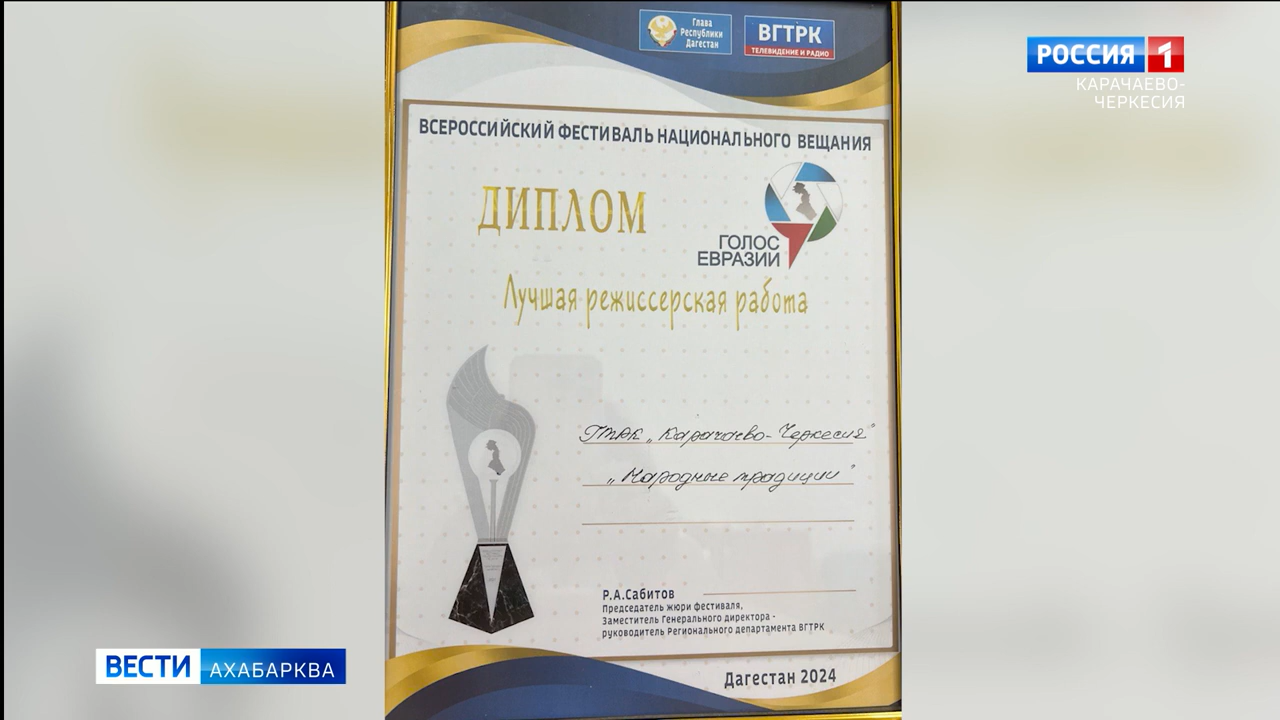 Глава
Республики
Дагестан
ВГТРК
ТЕЛЕВИДЕНИЕ И РАДИО
РОССИЯ 1
КАРАЧАЕВО-
ЧЕРКЕСИЯ
ВСЕРОССИЙСКИЙ ФЕСТИВАЛЬ НАЦИОНАЛЬНОГО ВЕЩАНИЯ
ДИПЛОМ
ГОЛОС
ЕВРАЗИИ
Лучшая режиссерская работа
ГТРК „Карачаево-Черкесия"
„Народные традиции"
Р.А.Сабитов
Председатель жюри фестиваля,
Заместитель Генерального директора -
руководитель Регионального департамента ВГТРК
Дагестан 2024
ВЕСТИ АХАБАРКВА